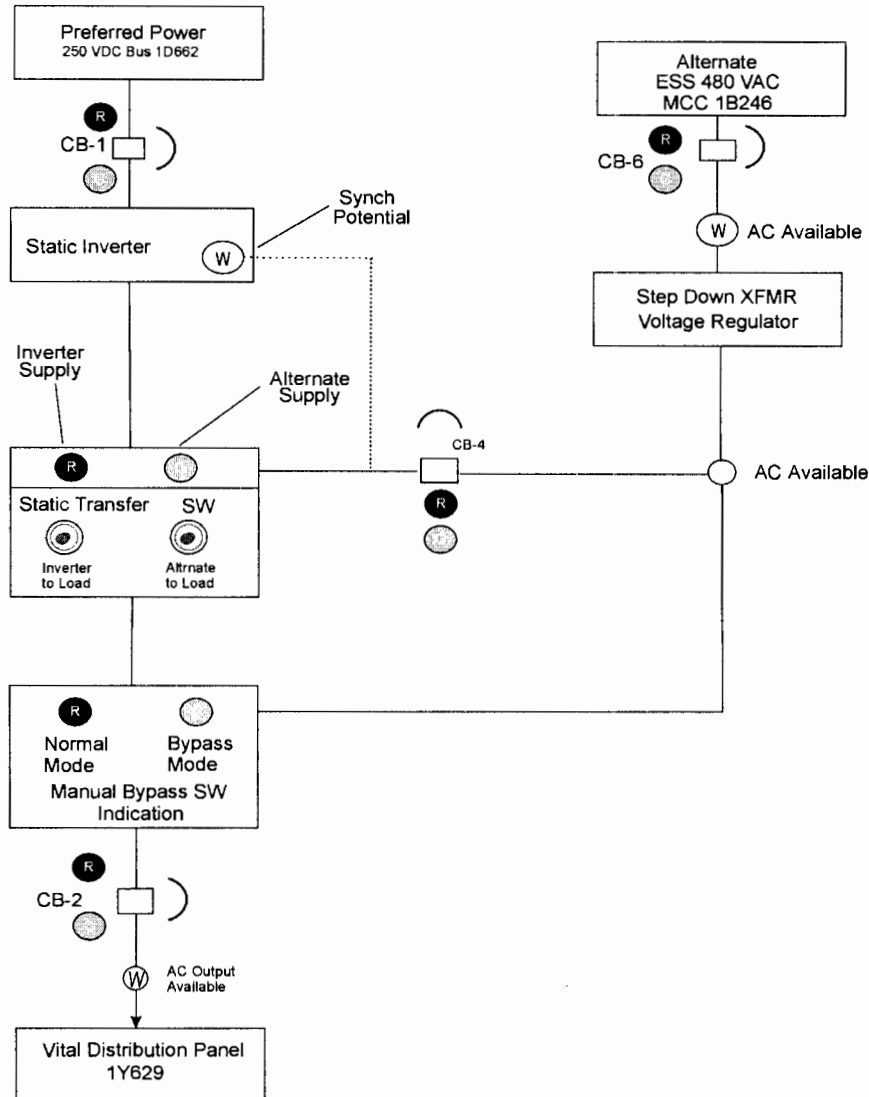 Preferred Power
250 VDC Bus 1D662
R
CB-1
Static Inverter
W
Synch
Potential
Alternate
ESS 480 VAC
MCC 1B246
R
CB-6
W
AC Available
Step Down XFMR
Voltage Regulator
Inverter
Supply
Alternate
Supply
R
Static Transfer SW
Inverter
to Load
Altrnate
to Load
CB-4
R
AC Available
R
Normal
Mode
Bypass
Mode
Manual Bypass SW
Indication
R
CB-2
W
AC Output
Available
Vital Distribution Panel
1Y629